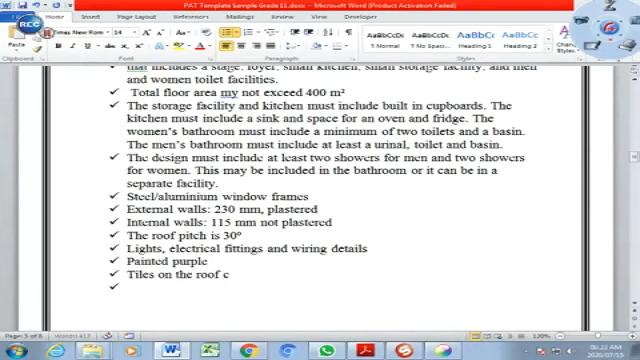 PAT Template Sample Grade 11.docx - Microsoft Word (Product Activation Failed)
RCC
Home Insert Page Layout References Review View Developer
Times New Rom 14
Paste
AaBbCcDc AaBbCcDc AaBbCc AaBbCc
¶ Normal ¶ No Spaci... Heading 1 Heading 2
Change
Clipboard Font Paragraph Styles
that includes a stage, foyer, small kitchen, small storage facility, and men
and women toilet facilities.
✓ Total floor area my not exceed 400 m²
✓ The storage facility and kitchen must include built in cupboards. The
kitchen must include a sink and space for an oven and fridge. The
women's bathroom must include a minimum of two toilets and a basin.
The men's bathroom must include at least a urinal, toilet and basin.
✓ The design must include at least two showers for men and two showers
for women. This may be included in the bathroom or it can be in a
separate facility.
✓ Steel/aluminium window frames
✓ External walls: 230 mm, plastered
✓ Internal walls: 115 mm not plastered
✓ The roof pitch is 30º
✓ Lights, electrical fittings and wiring details
✓ Painted purple
✓ Tiles on the roof c
✓
Page: 5 of 8 Words: 417 120%
06:22 AM
2020/07/15